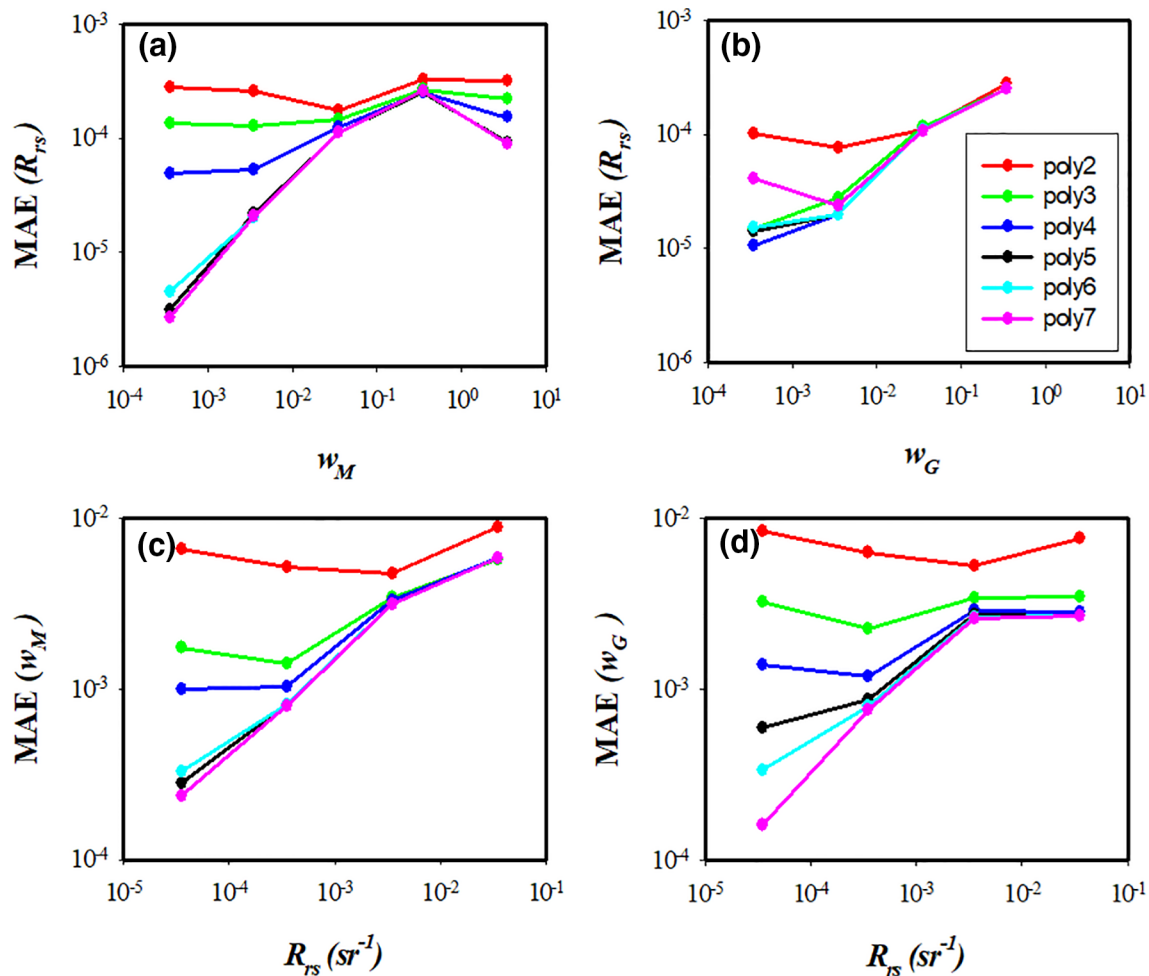 (a)
MAE (Rrs)
10-3
10-4
10-5
10-6
10-4 10-3 10-2 10-1 100 101
wM
(b)
MAE (Rrs)
10-3
10-4
10-5
10-6
poly2
poly3
poly4
poly5
poly6
poly7
10-4 10-3 10-2 10-1 100 101
wG
(c)
MAE (wM)
10-2
10-3
10-4
10-5 10-4 10-3 10-2 10-1
Rrs (sr-1)
(d)
MAE (wG)
10-2
10-3
10-4
10-5 10-4 10-3 10-2 10-1
Rrs (sr-1)